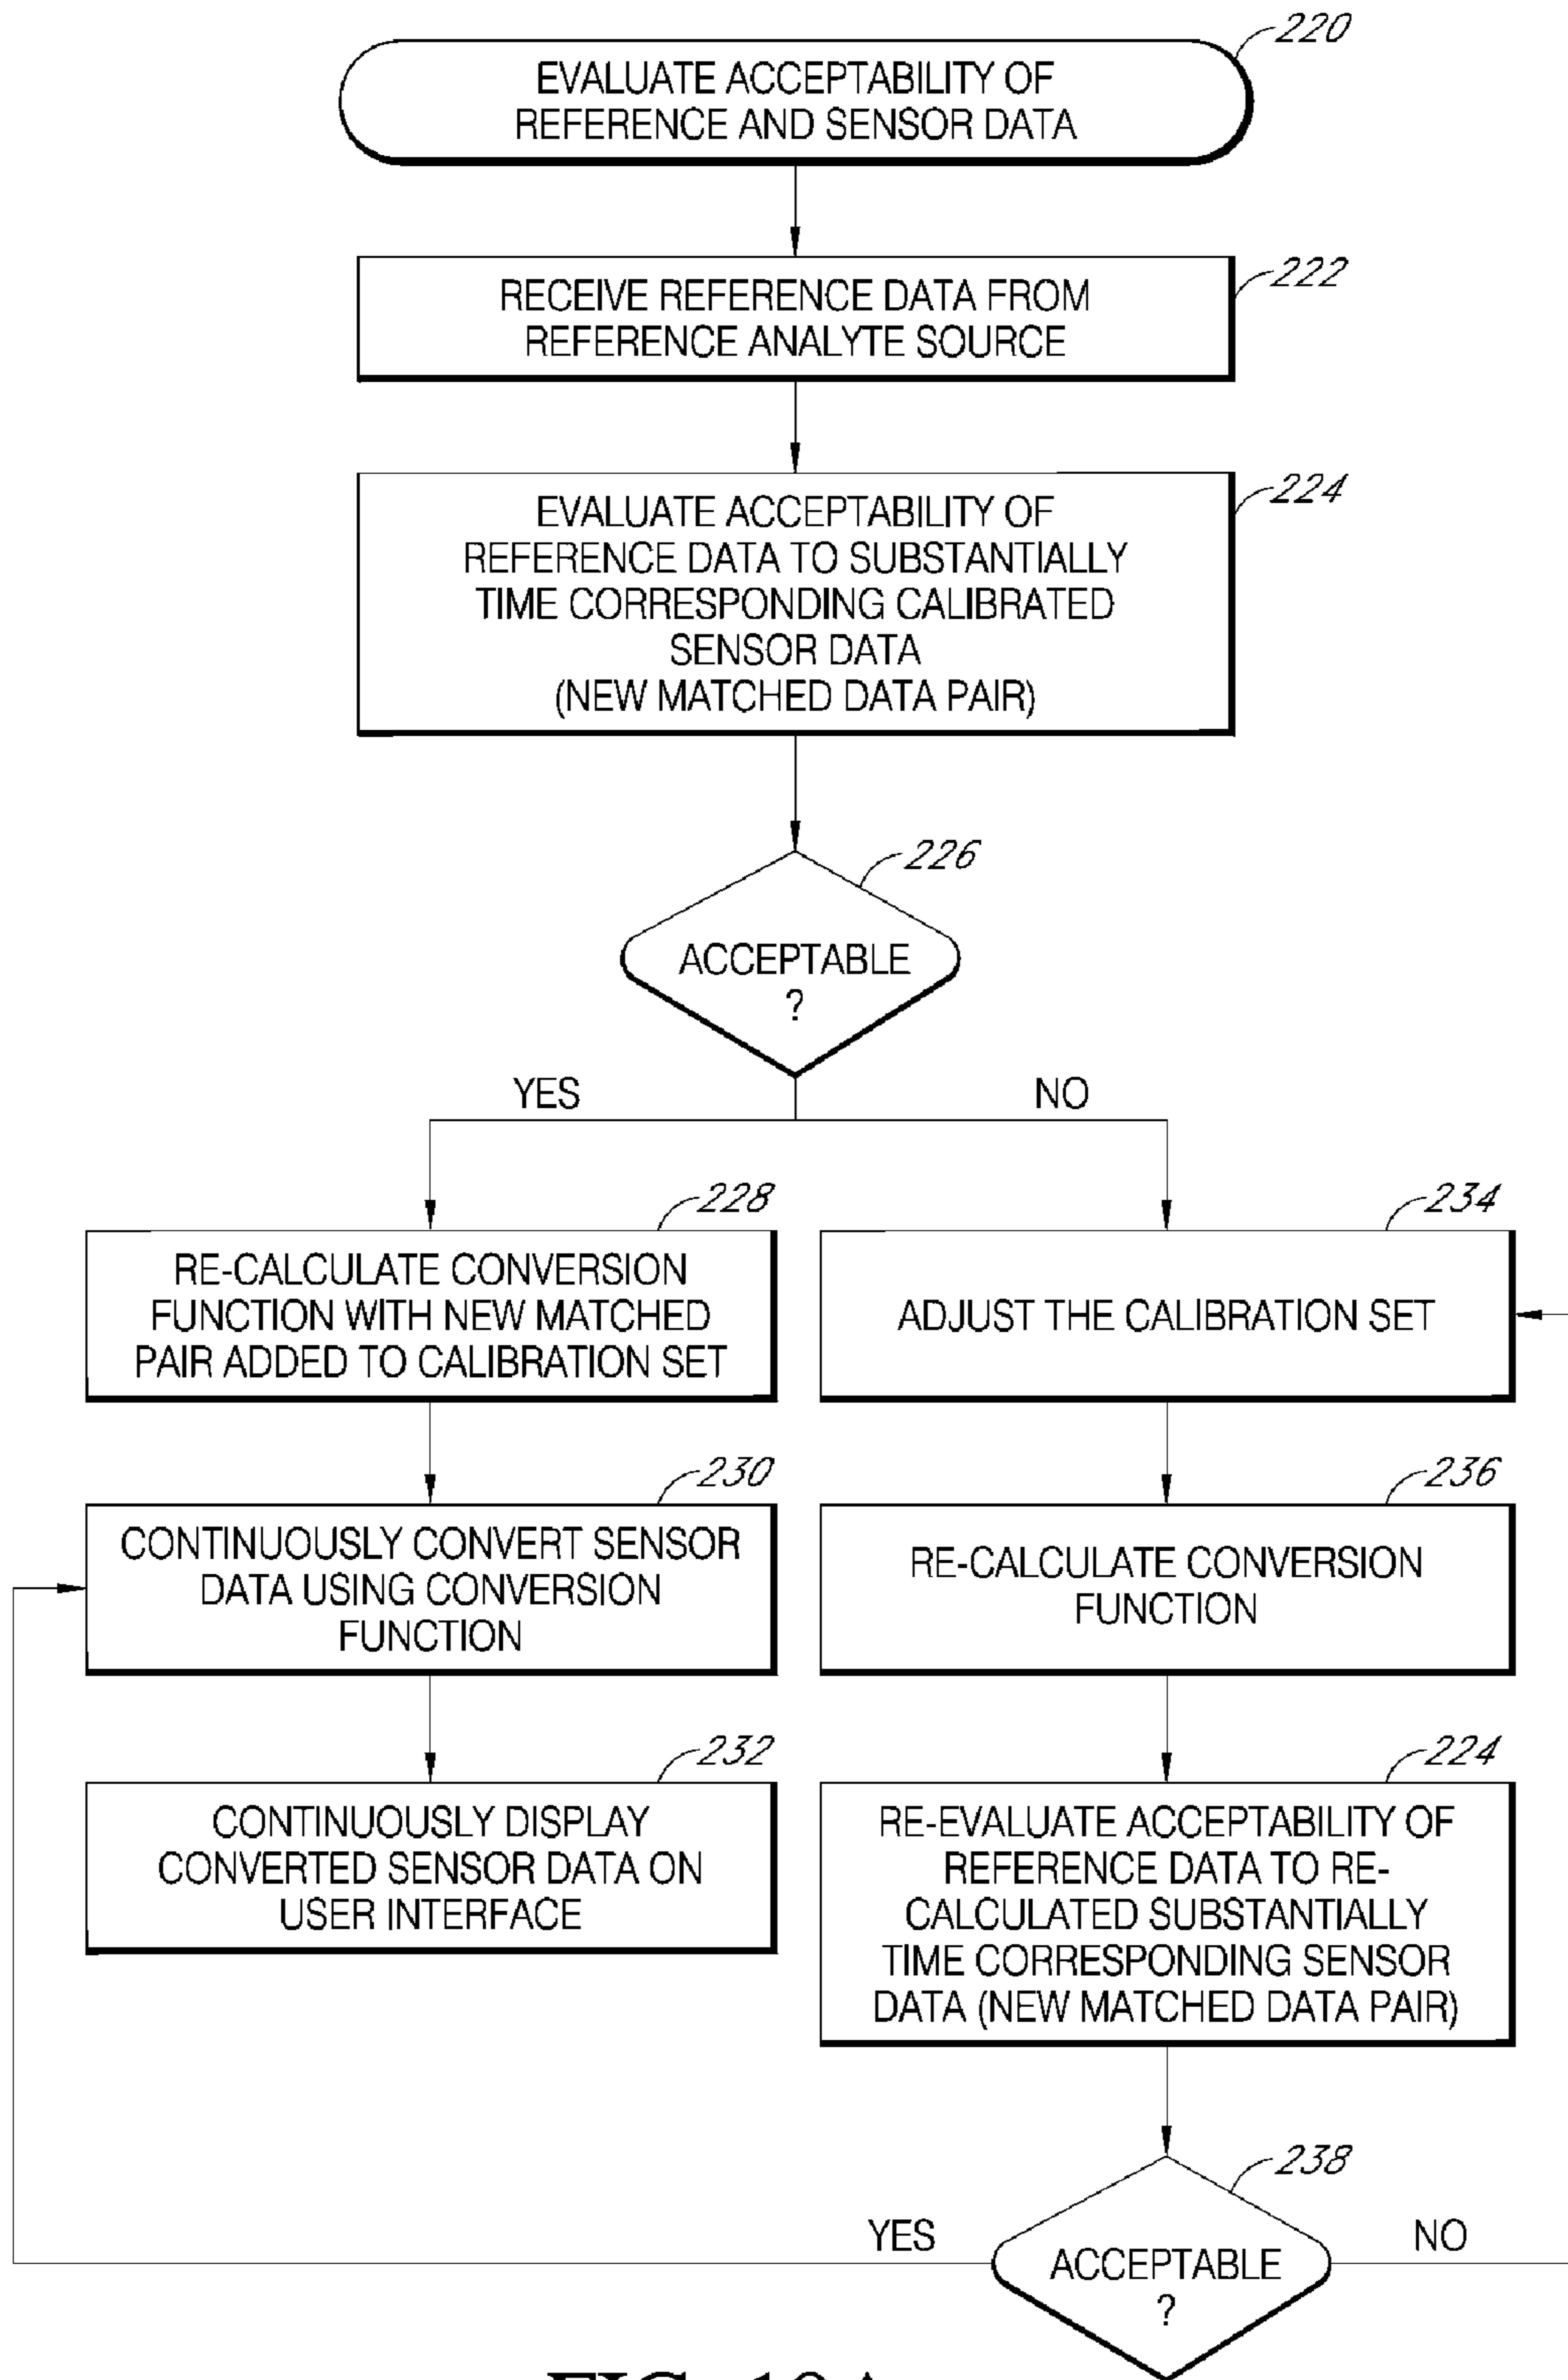 220
EVALUATE ACCEPTABILITY OF
REFERENCE AND SENSOR DATA
222
RECEIVE REFERENCE DATA FROM
REFERENCE ANALYTE SOURCE
224
EVALUATE ACCEPTABILITY OF
REFERENCE DATA TO SUBSTANTIALLY
TIME CORRESPONDING CALIBRATED
SENSOR DATA
(NEW MATCHED DATA PAIR)
226
ACCEPTABLE
?
YES
NO
228
RE-CALCULATE CONVERSION
FUNCTION WITH NEW MATCHED
PAIR ADDED TO CALIBRATION SET
234
ADJUST THE CALIBRATION SET
230
CONTINUOUSLY CONVERT SENSOR
DATA USING CONVERSION
FUNCTION
236
RE-CALCULATE CONVERSION
FUNCTION
232
CONTINUOUSLY DISPLAY
CONVERTED SENSOR DATA ON
USER INTERFACE
224
RE-EVALUATE ACCEPTABILITY OF
REFERENCE DATA TO RE-
CALCULATED SUBSTANTIALLY
TIME CORRESPONDING SENSOR
DATA (NEW MATCHED DATA PAIR)
238
YES
ACCEPTABLE
?
NO